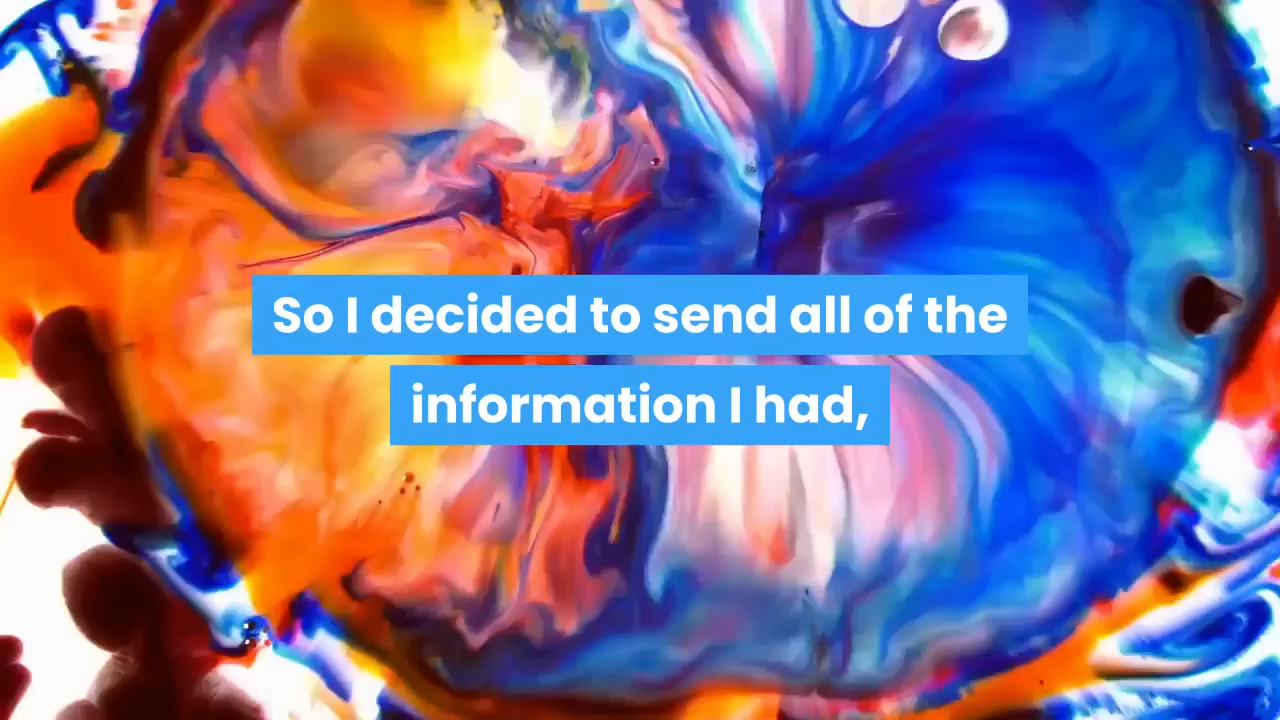 So I decided to send all of the
information I had,